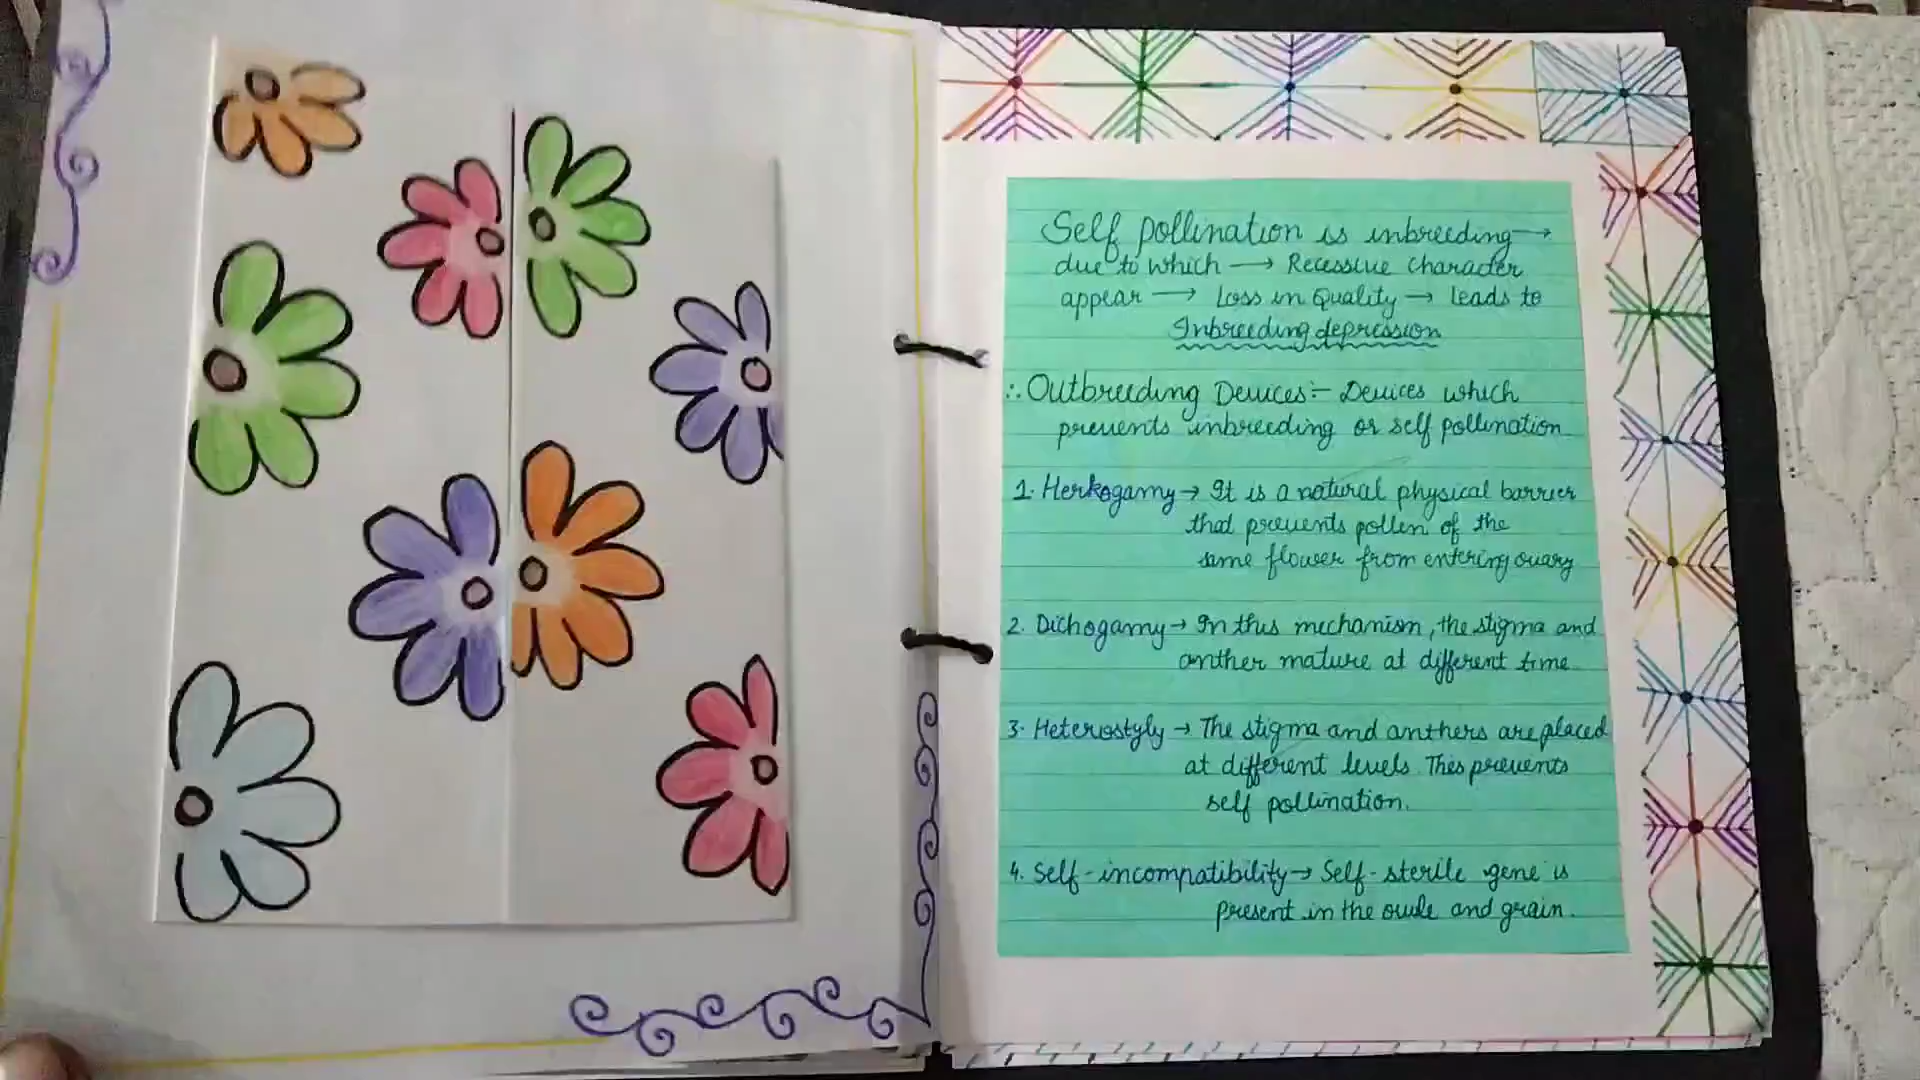 Self pollination is inbreeding →
due to which → Recessive character
appear → Loss in Quality → leads to
Inbreeding depression
∴ Outbreeding Devices:- Devices which
prevents inbreeding or self pollination
1. Herkogamy → It is a natural physical barrier
that prevents pollen of the
same flower from entering ovary
2. Dichogamy → In this mechanism, the stigma and
anther mature at different time
3. Heterostyly → The stigma and anthers are placed
at different levels. This prevents
self pollination.
4. Self-incompatibility → Self-sterile gene is
present in the ovule and grain.